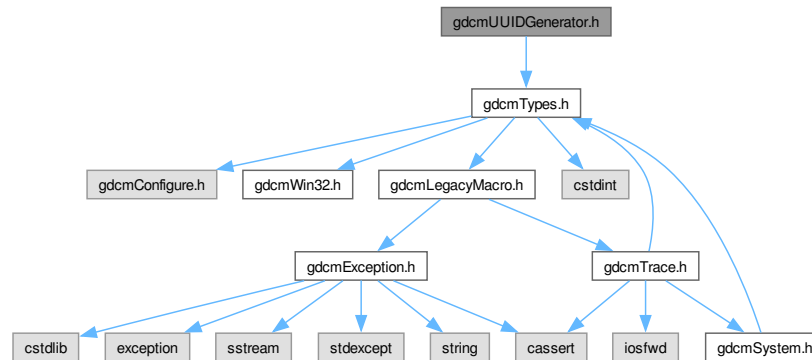 gdcmUUIDGenerator.h
gdcmTypes.h
gdcmConfigure.h
gdcmWin32.h
gdcmLegacyMacro.h
cstdint
gdcmException.h
gdcmTrace.h
cstdlib
exception
sstream
stdexcept
string
cassert
iosfwd
gdcmSystem.h